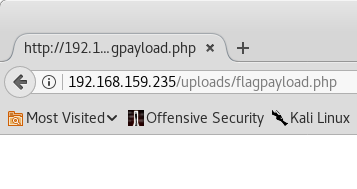 http://192.1...gpayload.php
192.168.159.235/uploads/flagpayload.php
Most Visited Offensive Security Kali Linux